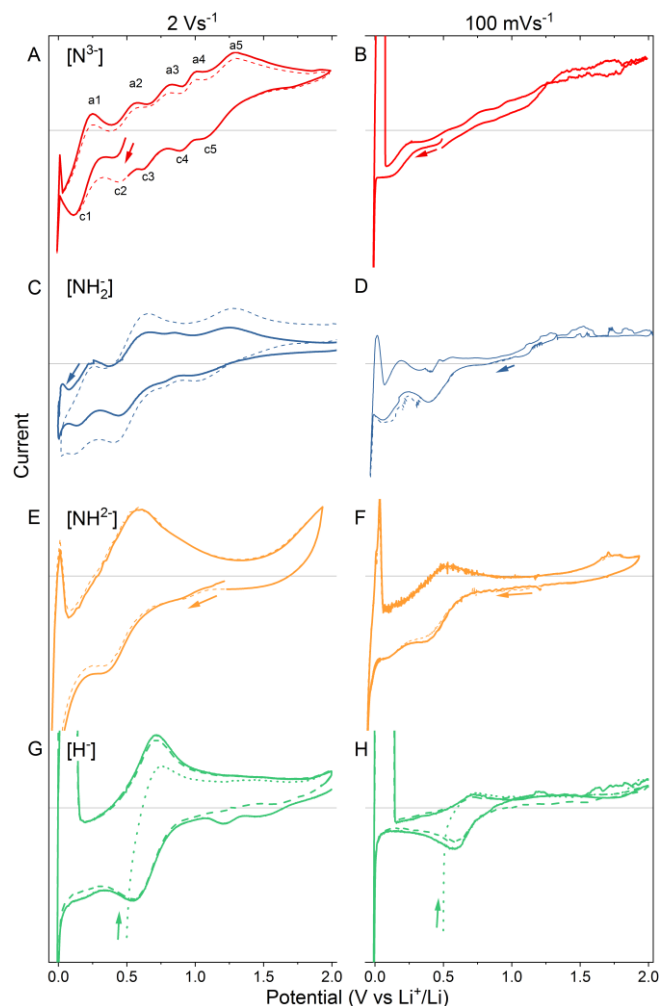 2 Vs⁻¹
100 mVs⁻¹
A
[N³⁻]
a1
a2
a3
a4
a5
c1
c2
c3
c4
c5
B
C
[NH₂⁻]
D
Current
E
[NH²⁻]
F
G
[H⁻]
H
0.0 0.5 1.0 1.5 2.0
0.0 0.5 1.0 1.5 2.0
Potential (V vs Li⁺/Li)